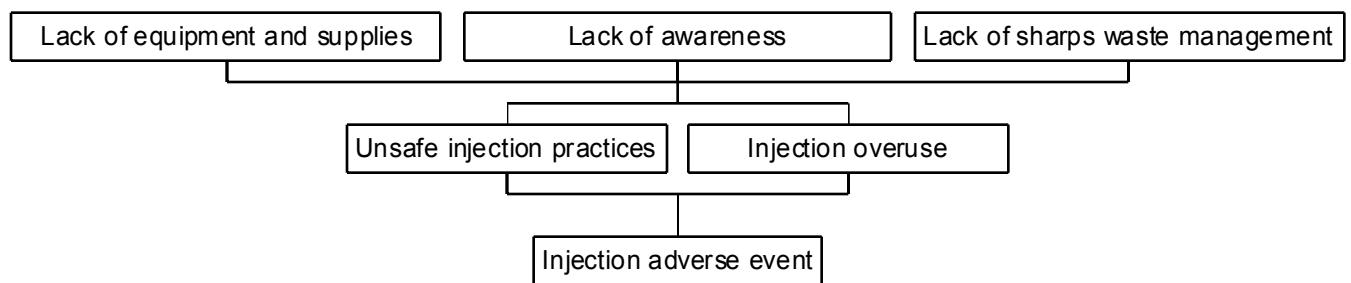 Lack of equipment and supplies
Lack of awareness
Lack of sharps waste management
Unsafe injection practices
Injection overuse
Injection adverse event